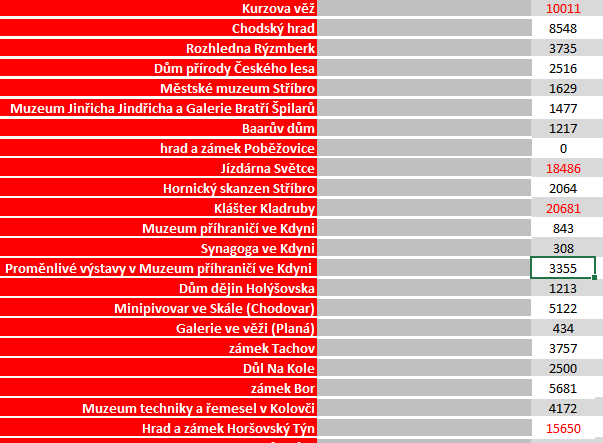 Kurzova věž 10011
Chodský hrad 8548
Rozhledna Rýzmberk 3735
Dům přírody Českého lesa 2516
Městské muzeum Stříbro 1629
Muzeum Jinřicha Jindřicha a Galerie Bratří Špilarů 1477
Baarův dům 1217
hrad a zámek Poběžovice 0
Jízdárna Světce 18486
Hornický skanzen Stříbro 2064
Klášter Kladruby 20681
Muzeum příhraničí ve Kdyni 843
Synagoga ve Kdyni 308
Proměnlivé výstavy v Muzeum příhraničí ve Kdyni 3355
Dům dějin Holýšovska 1213
Minipivovar ve Skále (Chodovar) 5122
Galerie ve věži (Planá) 434
zámek Tachov 3757
Důl Na Kole 2500
zámek Bor 5681
Muzeum techniky a řemesel v Kolovči 4172
Hrad a zámek Horšovský Týn 15650